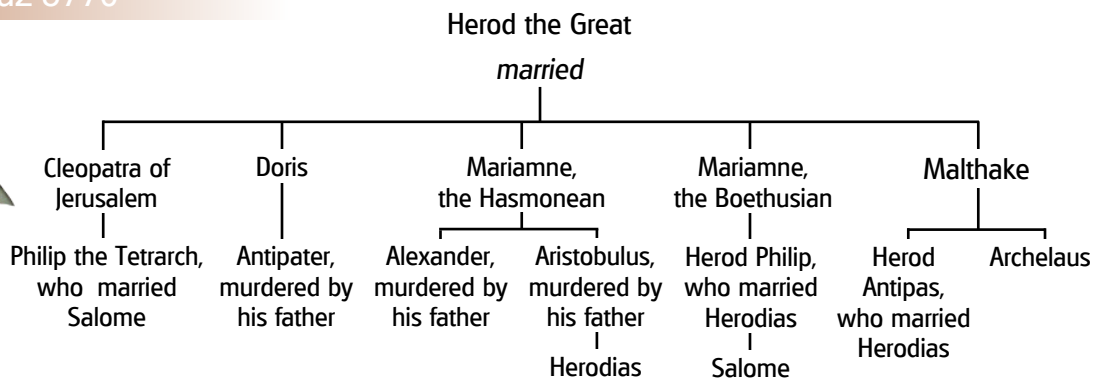 Herod the Great
married
Cleopatra of
Jerusalem
Doris
Mariamne,
the Hasmonean
Mariamne,
the Boethusian
Malthake
Philip the Tetrarch,
who married
Salome
Antipater,
murdered by
his father
Alexander,
murdered by
his father
Aristobulus,
murdered by
his father
Herodias
Herod Philip,
who married
Herodias
Salome
Herod
Antipas,
who married
Herodias
Archelaus